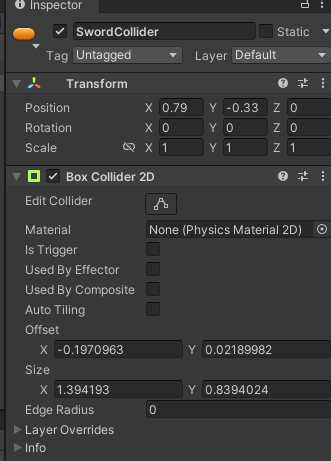 Inspector
SwordCollider Static
Tag Untagged Layer Default
Transform
Position X 0.79 Y -0.33 Z 0
Rotation X 0 Y 0 Z 0
Scale X 1 Y 1 Z 1
Box Collider 2D
Edit Collider
Material None (Physics Material 2D)
Is Trigger
Used By Effector
Used By Composite
Auto Tiling
Offset
X -0.1970963 Y 0.02189982
Size
X 1.394193 Y 0.8394024
Edge Radius 0
Layer Overrides
Info